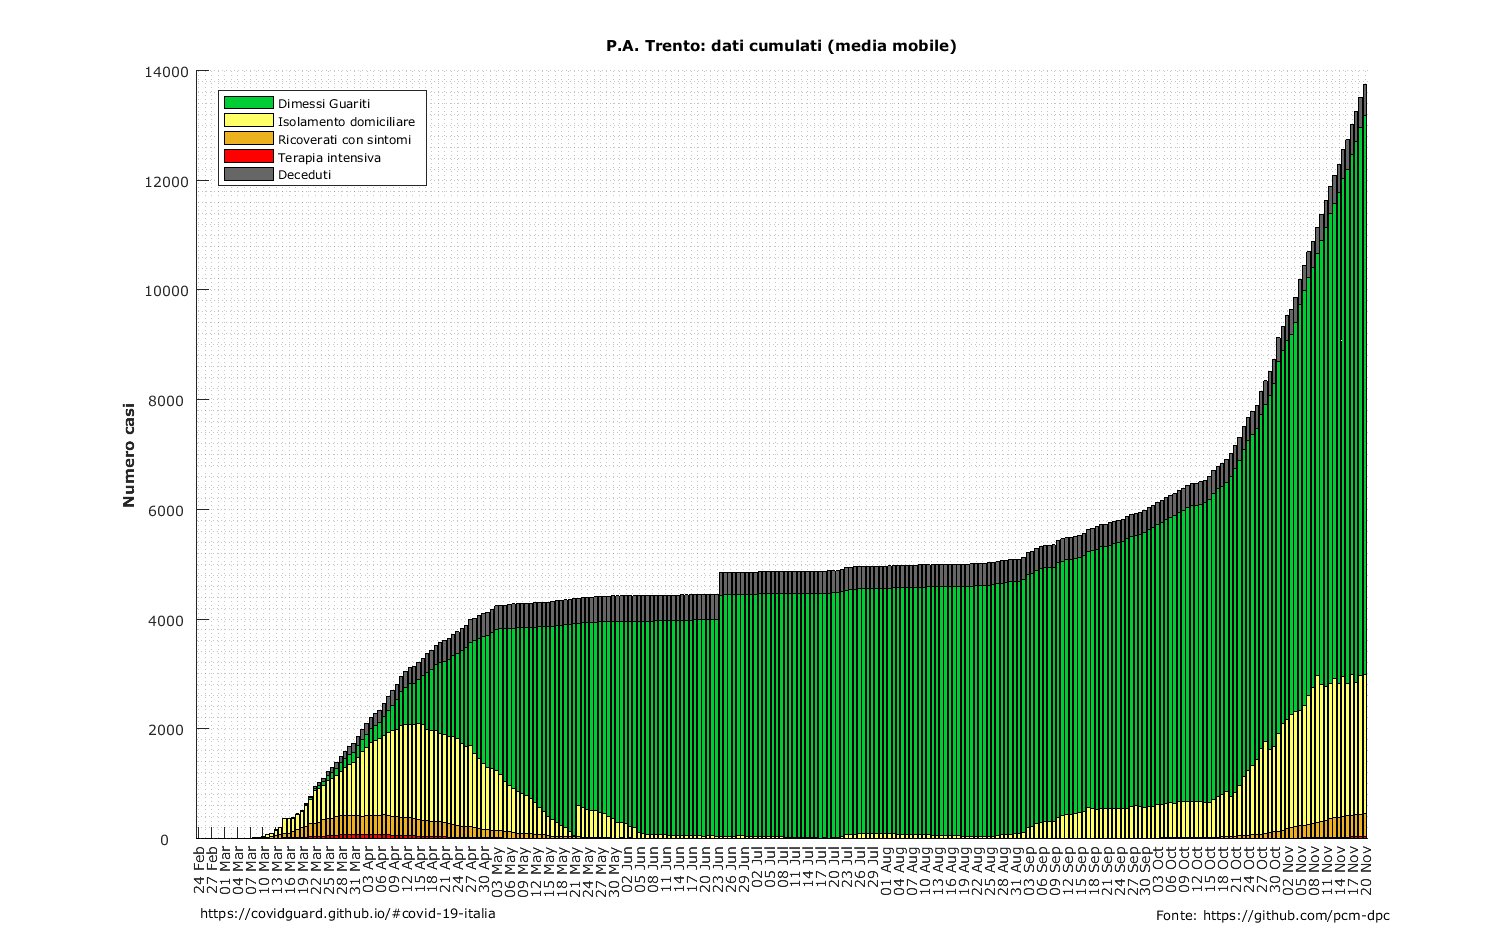 P.A. Trento: dati cumulati (media mobile)
Numero casi
14000
12000
10000
8000
6000
4000
2000
0
Dimessi Guariti
Isolamento domiciliare
Ricoverati con sintomi
Terapia intensiva
Deceduti
24 Feb
27 Feb
01 Mar
04 Mar
07 Mar
10 Mar
13 Mar
16 Mar
19 Mar
22 Mar
25 Mar
28 Mar
31 Mar
03 Apr
06 Apr
09 Apr
12 Apr
15 Apr
18 Apr
21 Apr
24 Apr
27 Apr
30 Apr
03 May
06 May
09 May
12 May
15 May
18 May
21 May
24 May
27 May
30 May
02 Jun
05 Jun
08 Jun
11 Jun
14 Jun
17 Jun
20 Jun
23 Jun
26 Jun
29 Jun
02 Jul
05 Jul
08 Jul
11 Jul
14 Jul
17 Jul
20 Jul
23 Jul
26 Jul
29 Jul
01 Aug
04 Aug
07 Aug
10 Aug
13 Aug
16 Aug
19 Aug
22 Aug
25 Aug
28 Aug
31 Aug
03 Sep
06 Sep
09 Sep
12 Sep
15 Sep
18 Sep
21 Sep
24 Sep
27 Sep
30 Sep
03 Oct
06 Oct
09 Oct
12 Oct
15 Oct
18 Oct
21 Oct
24 Oct
27 Oct
30 Oct
02 Nov
05 Nov
08 Nov
11 Nov
14 Nov
17 Nov
20 Nov
https://covidguard.github.io/#covid-19-italia
Fonte: https://github.com/pcm-dpc